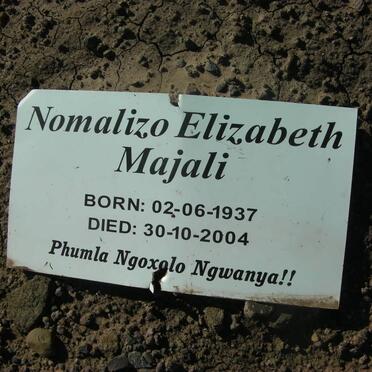 Nomalizo Elizabeth
Majali
BORN: 02-06-1937
DIED: 30-10-2004
Phumla Ngoxolo Ngwanya!!